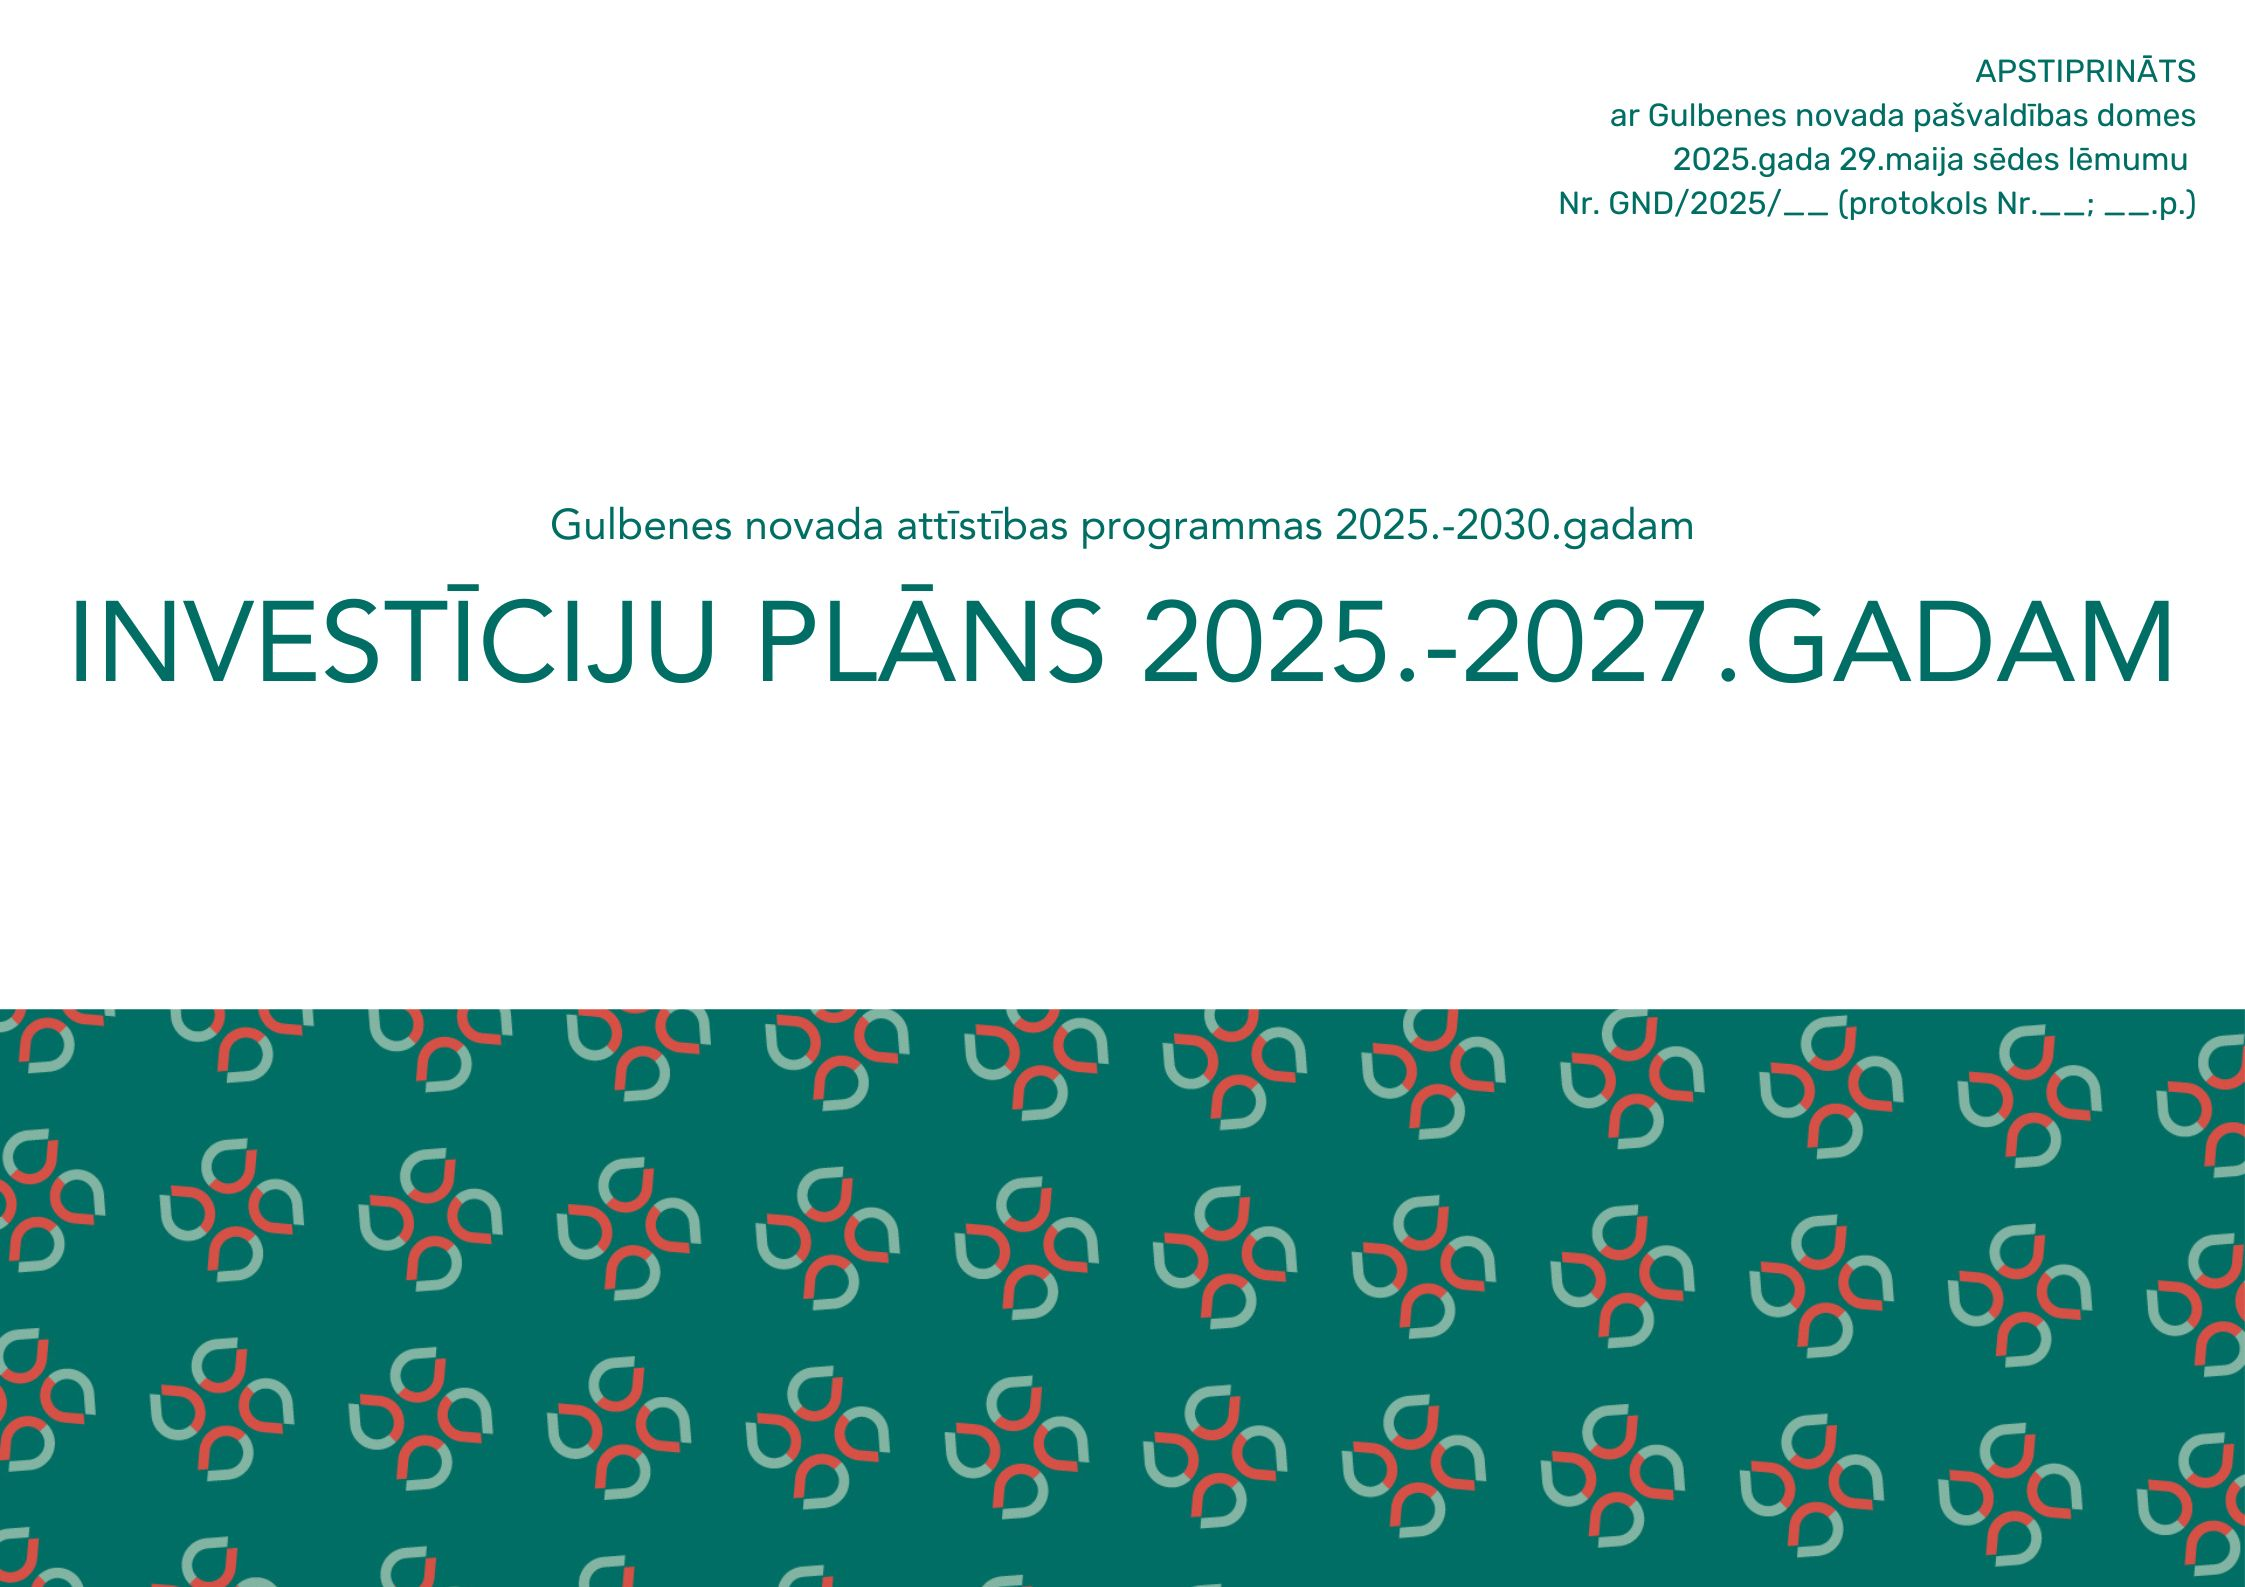 APSTIPRINĀTS
ar Gulbenes novada pašvaldības domes
2025.gada 29.maija sēdes lēmumu
Nr. GND/2025/__ (protokols Nr.__; __.p.)
Gulbenes novada attīstības programmas 2025.-2030.gadam
INVESTĪCIJU PLĀNS 2025.-2027.GADAM